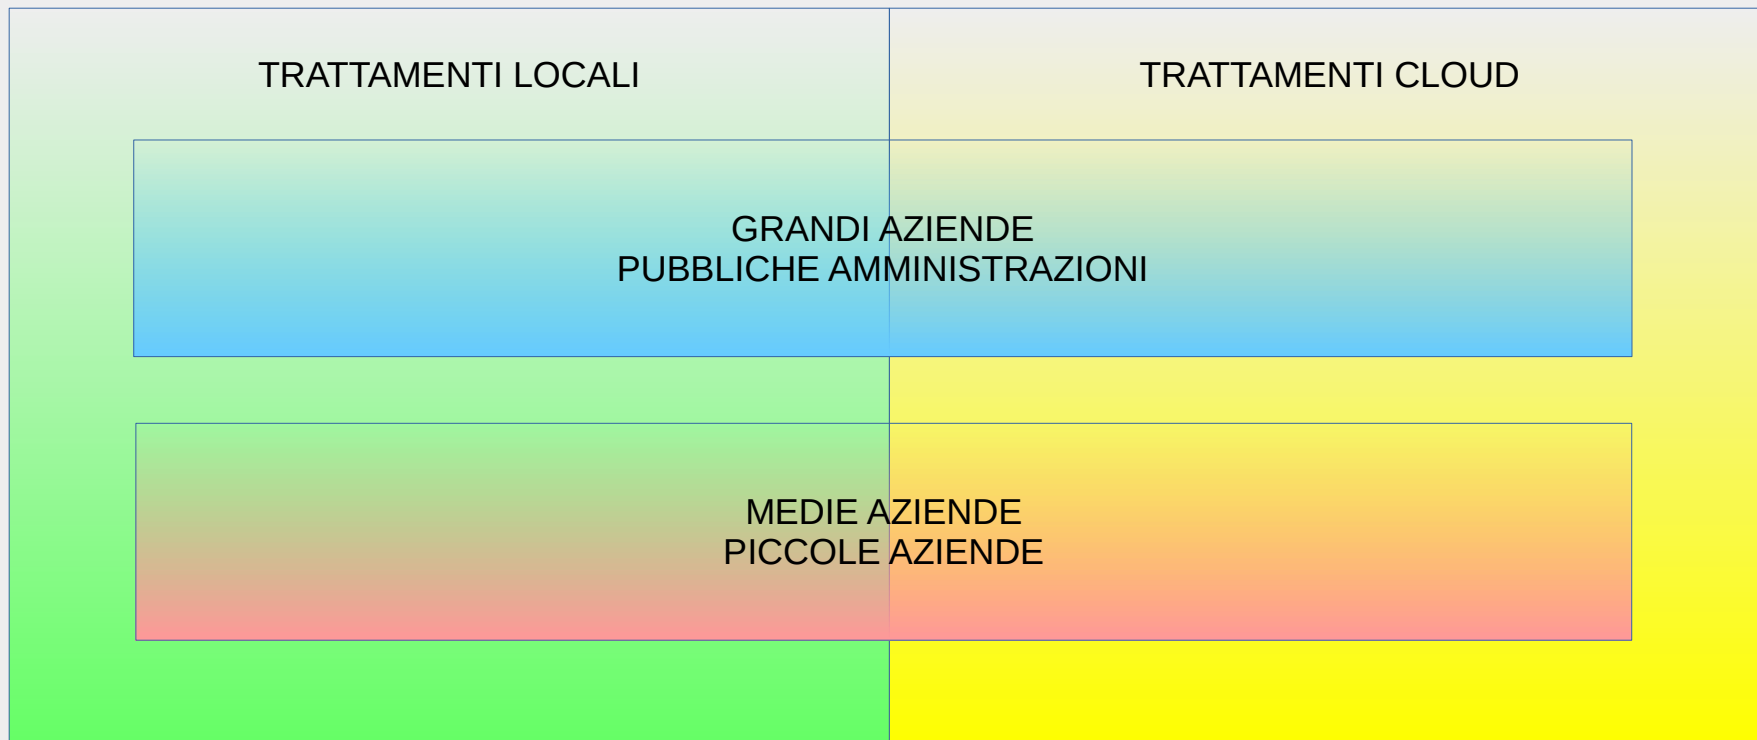 TRATTAMENTI LOCALI
TRATTAMENTI CLOUD
GRANDI AZIENDE
PUBBLICHE AMMINISTRAZIONI
MEDIE AZIENDE
PICCOLE AZIENDE